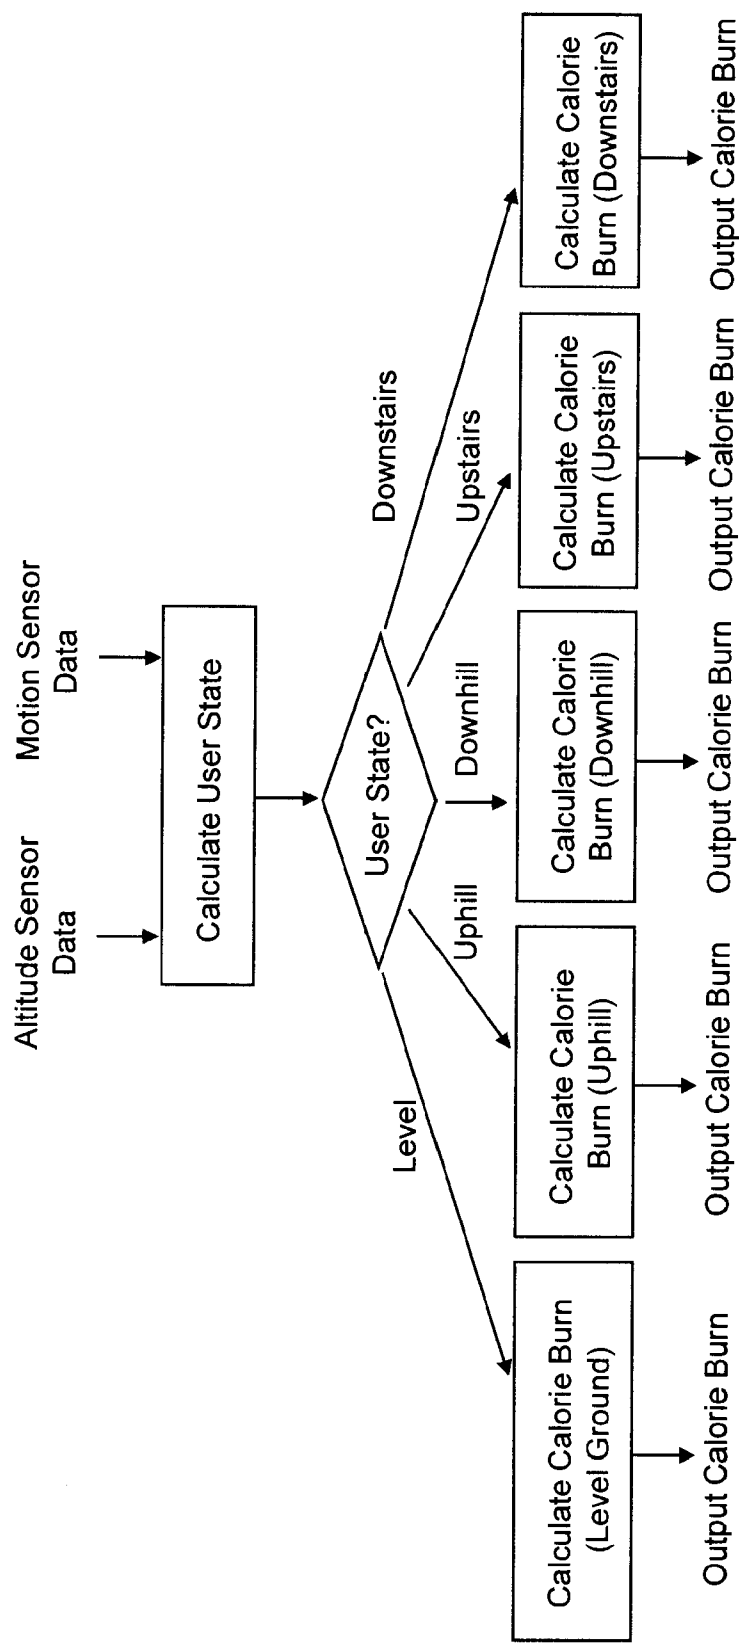 Altitude Sensor
Data
Motion Sensor
Data
Calculate User State
User State?
Level
Uphill
Downhill
Upstairs
Downstairs
Calculate Calorie Burn
(Level Ground)
Calculate Calorie
Burn (Uphill)
Calculate Calorie
Burn (Downhill)
Calculate Calorie
Burn (Upstairs)
Calculate Calorie
Burn (Downstairs)
Output Calorie Burn
Output Calorie Burn
Output Calorie Burn
Output Calorie Burn
Output Calorie Burn